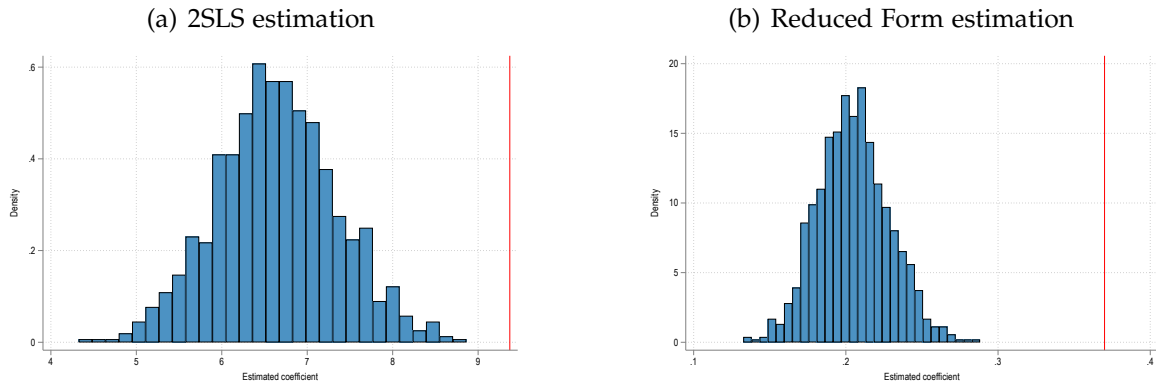 (a) 2SLS estimation
.6
.4
.2
0
Density
4 5 6 7 8 9
Estimated coefficient
(b) Reduced Form estimation
20
15
10
5
0
Density
.1 .2 .3 .4
Estimated coefficient